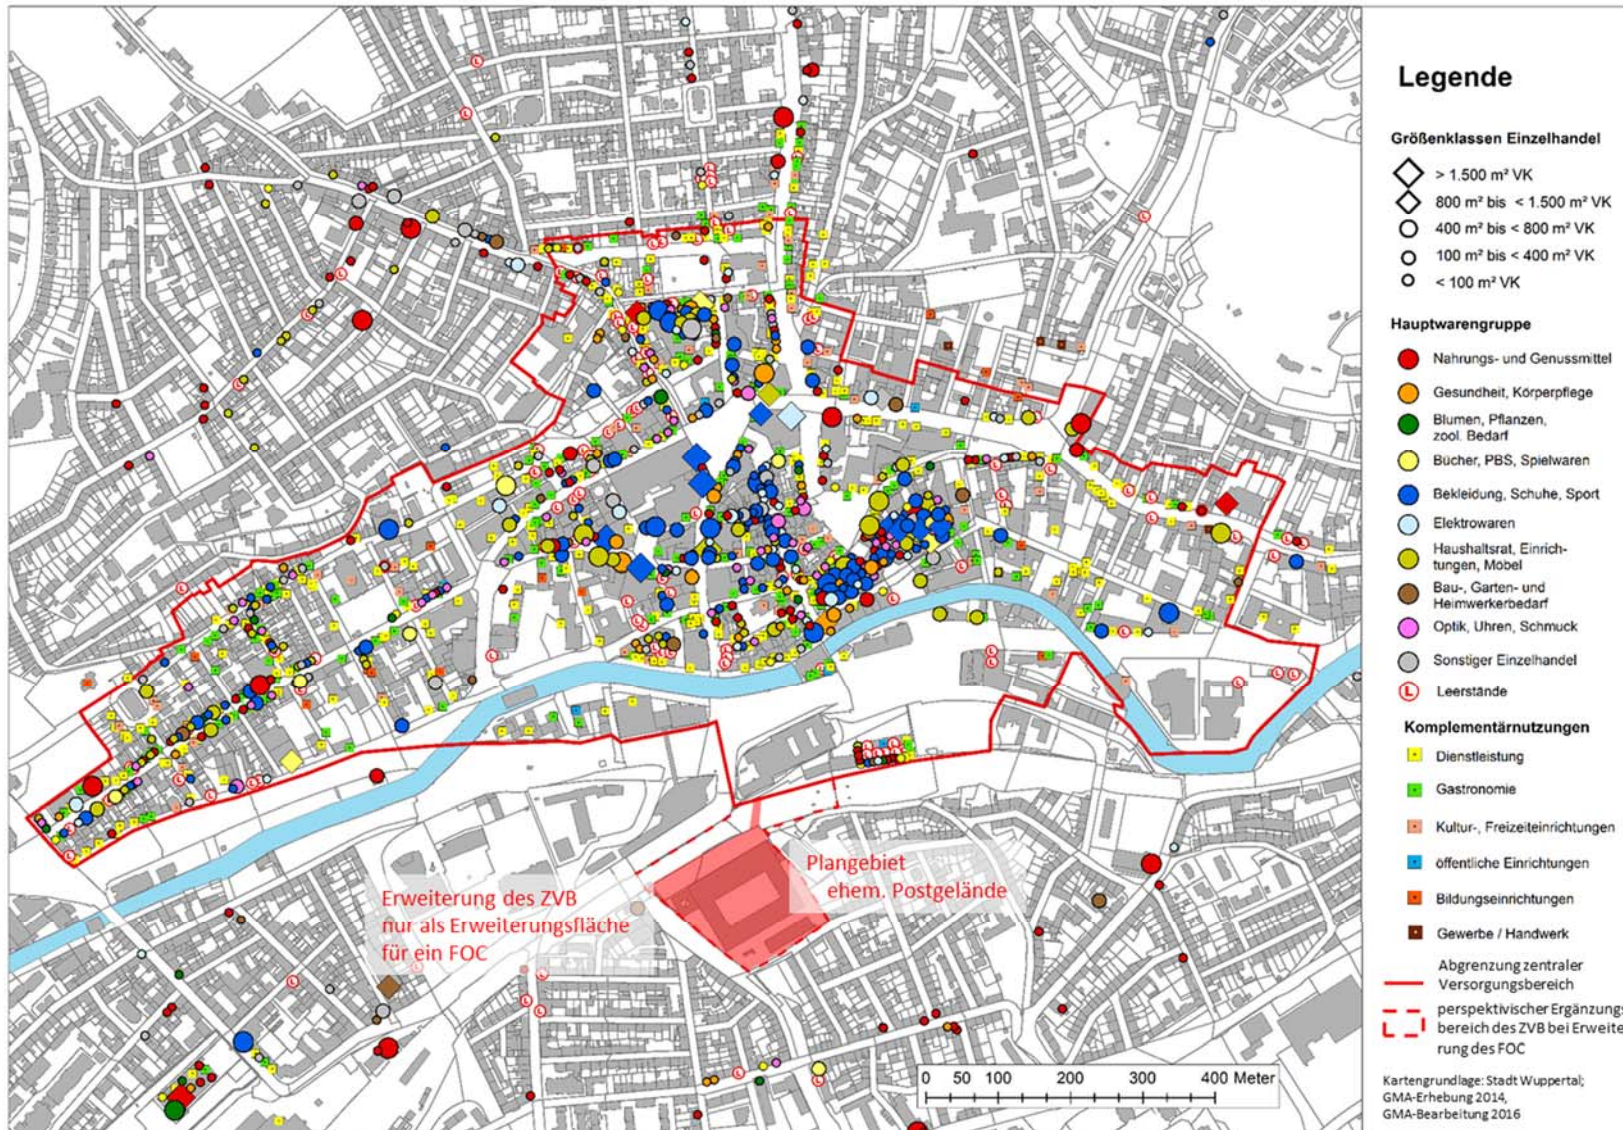 Legende
Größenklassen Einzelhandel
> 1.500 m² VK
800 m² bis < 1.500 m² VK
400 m² bis < 800 m² VK
100 m² bis < 400 m² VK
< 100 m² VK
Hauptwarengruppe
Nahrungs- und Genussmittel
Gesundheit, Körperpflege
Blumen, Pflanzen,
zool. Bedarf
Bücher, PBS, Spielwaren
Bekleidung, Schuhe, Sport
Elektrowaren
Haushaltsrat, Einrich-
tungen, Möbel
Bau-, Garten- und
Heimwerkerbedarf
Optik, Uhren, Schmuck
Sonstiger Einzelhandel
L Leerstände
Komplementärnutzungen
Dienstleistung
Gastronomie
Kultur-, Freizeiteinrichtungen
öffentliche Einrichtungen
Bildungseinrichtungen
Gewerbe / Handwerk
Abgrenzung zentraler
Versorgungsbereich
perspektivischer Ergänzungs
bereich des ZVB bei Erweite
rung des FOC
Kartengrundlage: Stadt Wuppertal;
GMA-Erhebung 2014,
GMA-Bearbeitung 2016
Plangebiet
ehem. Postgelände
Erweiterung des ZVB
nur als Erweiterungsfläche
für ein FOC
0 50 100 200 300 400 Meter